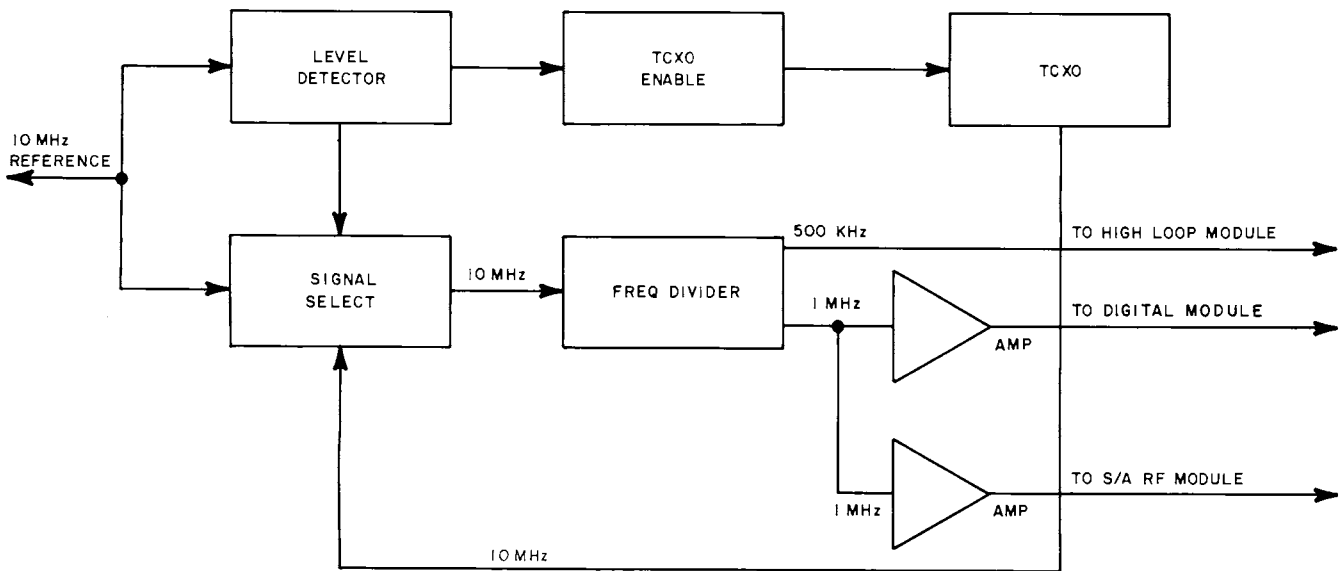 LEVEL
DETECTOR
TCXO
ENABLE
TCXO
10 MHz
REFERENCE
SIGNAL
SELECT
10 MHz
FREQ DIVIDER
500 KHz
TO HIGH LOOP MODULE
1 MHz
AMP
TO DIGITAL MODULE
1 MHz
AMP
TO S/A RF MODULE
10 MHz